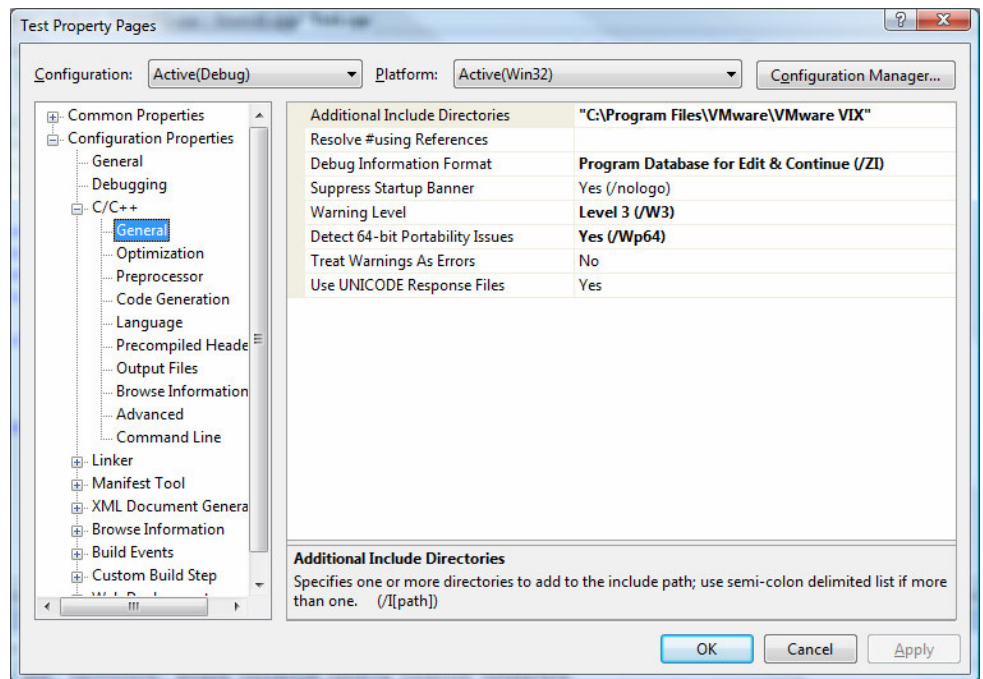 Test Property Pages
Configuration: Active(Debug) Platform: Active(Win32) Configuration Manager...
Common Properties
Configuration Properties
General
Debugging
C/C++
General
Optimization
Preprocessor
Code Generation
Language
Precompiled Heade
Output Files
Browse Information
Advanced
Command Line
Linker
Manifest Tool
XML Document Genera
Browse Information
Build Events
Custom Build Step
Additional Include Directories "C:\Program Files\VMware\VMware VIX"
Resolve #using References
Debug Information Format Program Database for Edit & Continue (/ZI)
Suppress Startup Banner Yes (/nologo)
Warning Level Level 3 (/W3)
Detect 64-bit Portability Issues Yes (/Wp64)
Treat Warnings As Errors No
Use UNICODE Response Files Yes
Additional Include Directories
Specifies one or more directories to add to the include path; use semi-colon delimited list if more
than one. (/I[path])
OK Cancel Apply